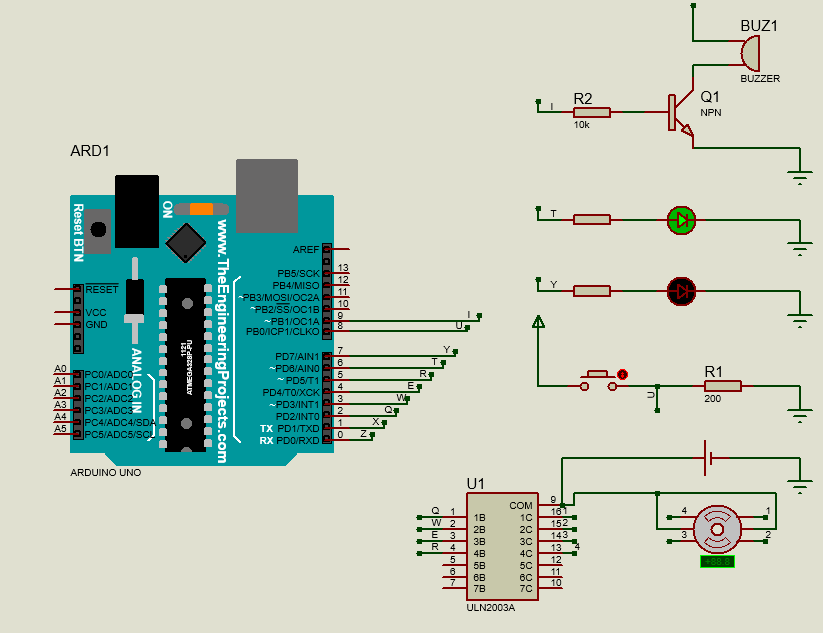 BUZ1
BUZZER
Q1
NPN
I
R2
10k
ARD1
ON
Reset BTN
www.TheEngineeringProjects.com
AREF
PB5/SCK 13
PB4/MISO 12
~PB3/MOSI/OC2A 11
~PB2/SS/OC1B 10
~PB1/OC1A 9 I
PB0/ICP1/CLKO 8 U
RESET
VCC
GND
PD7/AIN1 7 Y
~PD6/AIN0 6 T
~PD5/T1 5 R
PD4/T0/XCK 4 E
~PD3/INT1 3 W
PD2/INT0 2 Q
TX PD1/TXD 1 X
RX PD0/RXD 0 Z
1121
ATMEGA328P-PU
ANALOG IN
A0 PC0/ADC0
A1 PC1/ADC1
A2 PC2/ADC2
A3 PC3/ADC3
A4 PC4/ADC4/SDA
A5 PC5/ADC5/SCL
ARDUINO UNO
T
Y
R1
200
U
U1
COM 9
Q 1 1B 1C 16 1
W 2 2B 2C 15 2
E 3 3B 3C 14 3
R 4 4B 4C 13 4
5 5B 5C 12
6 6B 6C 11
7 7B 7C 10
ULN2003A
4 1
3 2